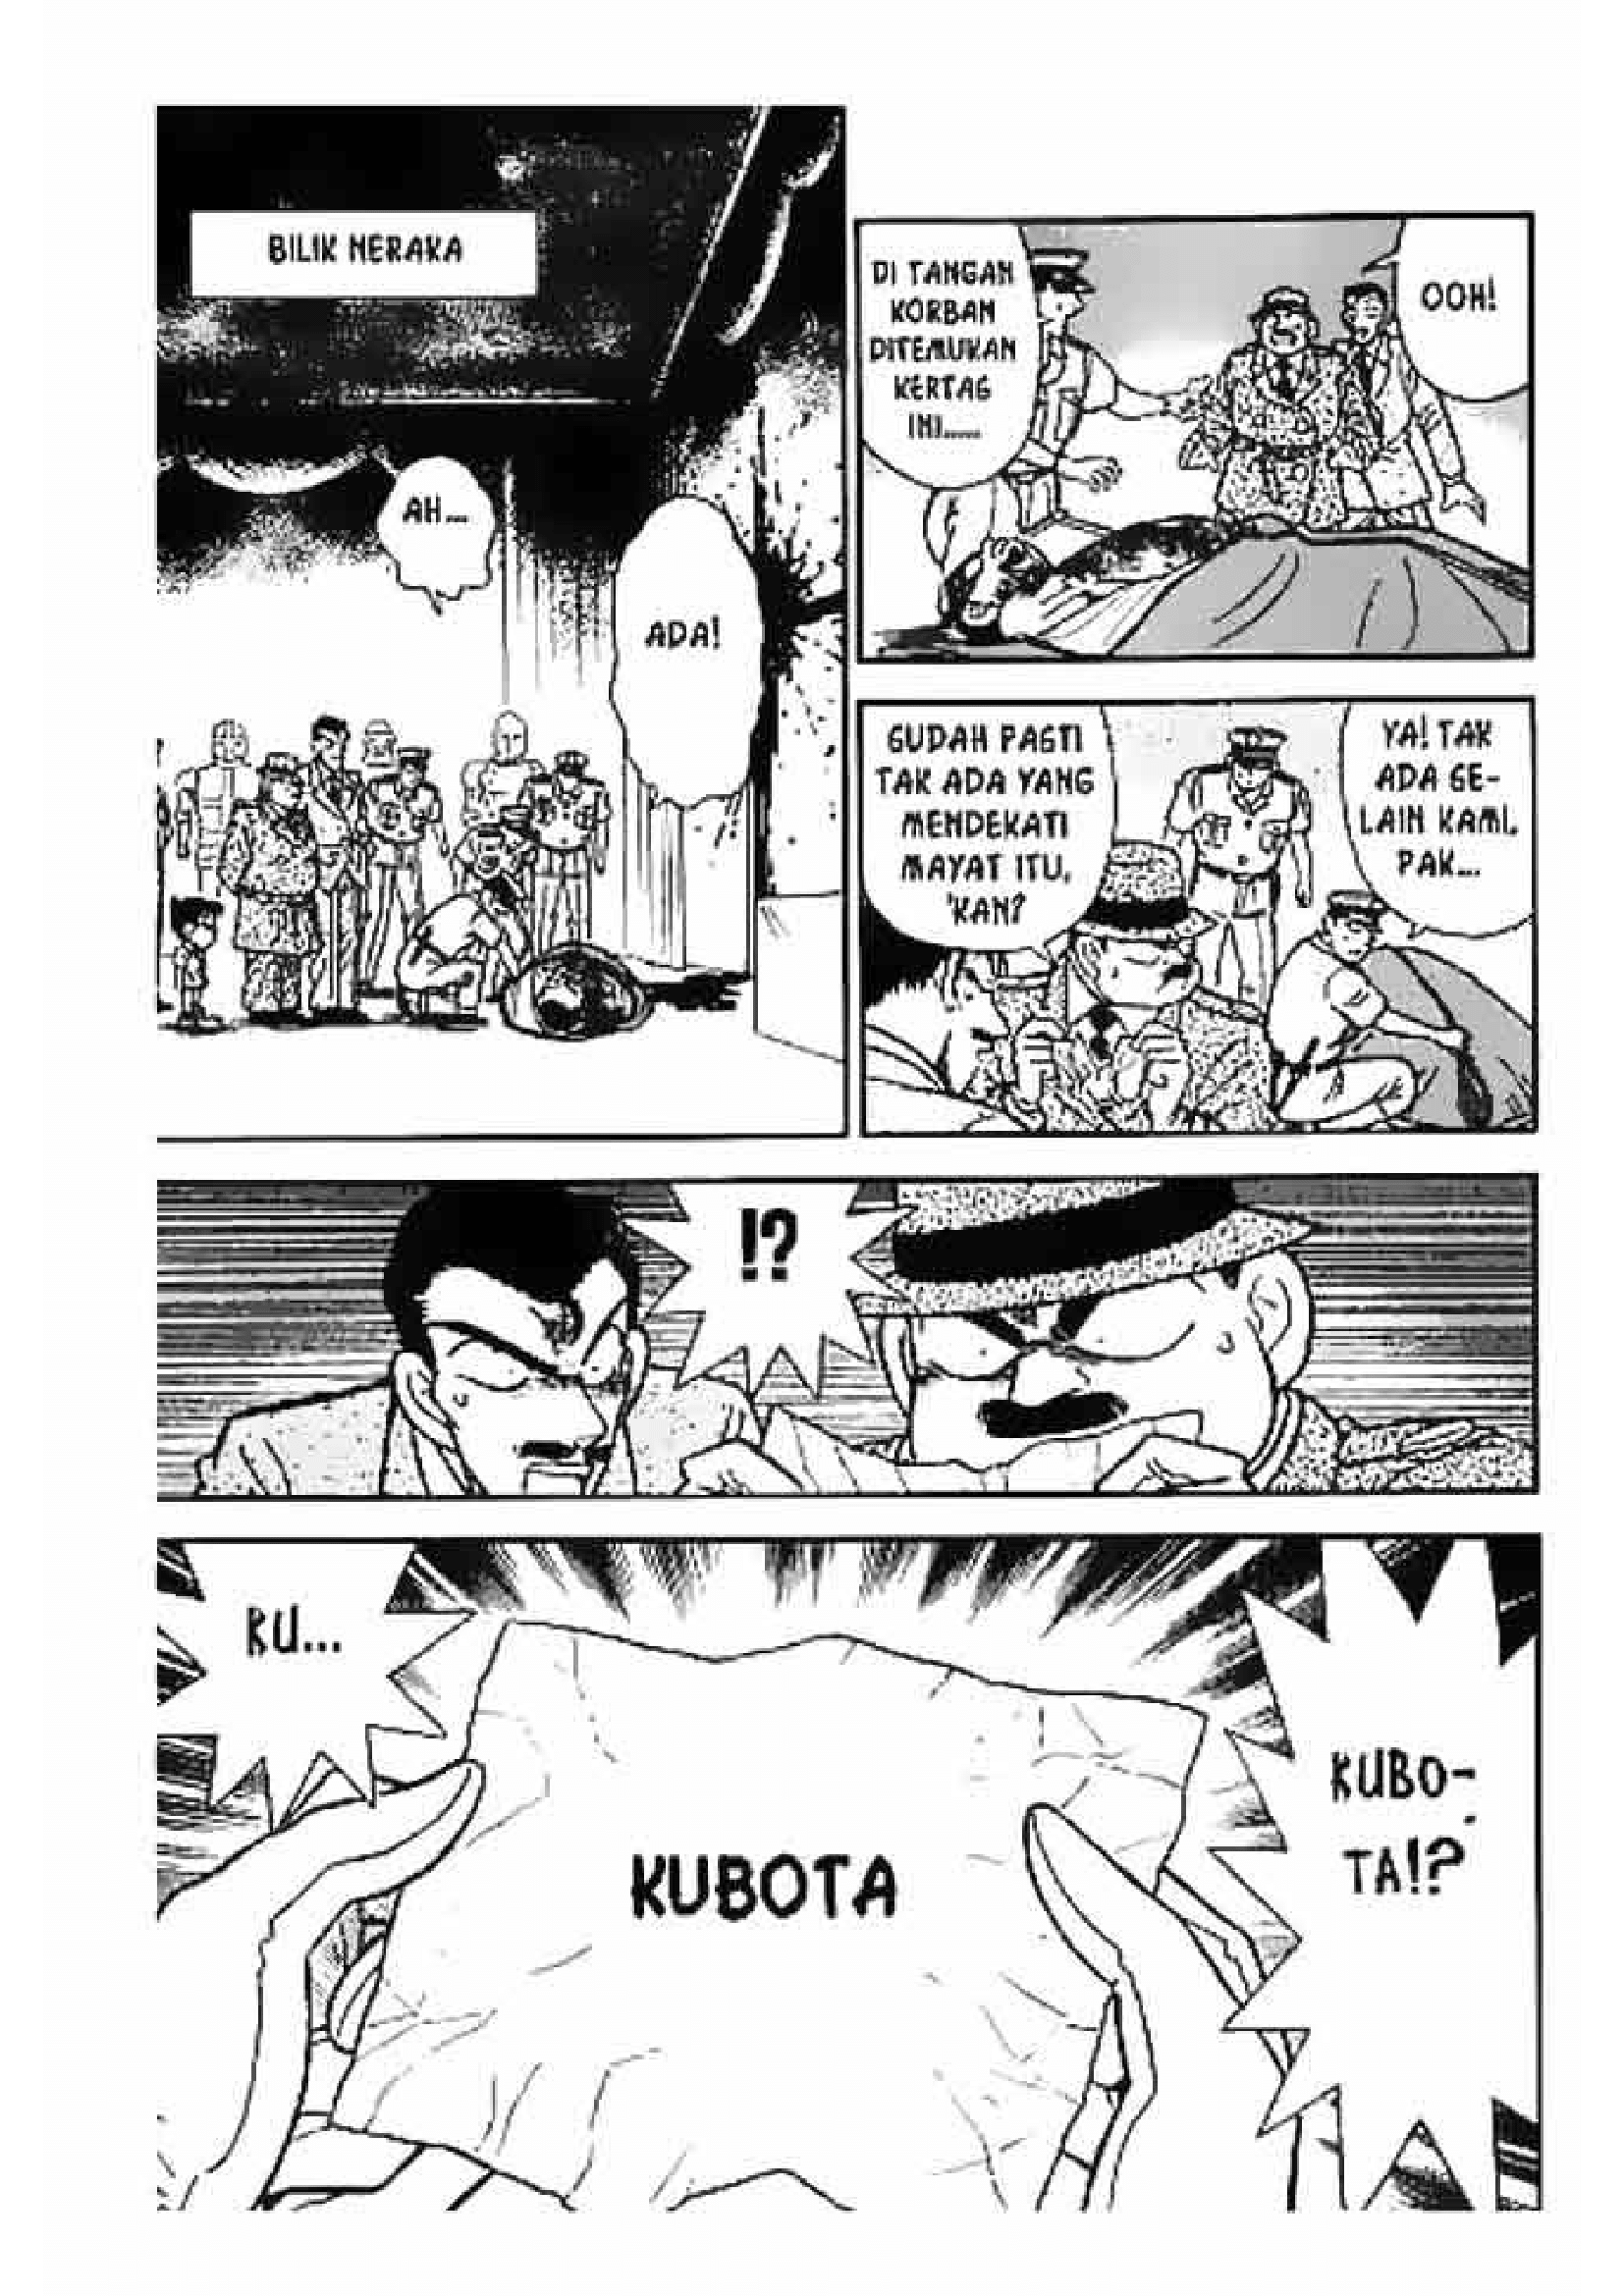 BILIK NERAKA
AH...
ADA!
DI TANGAN
KORBAN
DITEMUKAN
KERTAS
INI.....
OOH!
SUDAH PASTI
TAK ADA YANG
MENDEKATI
MAYAT ITU,
'KAN?
YA! TAK
ADA SE-
LAIN KAMI,
PAK...
!?
KU...
KUBOTA
KUBO-
TA!?